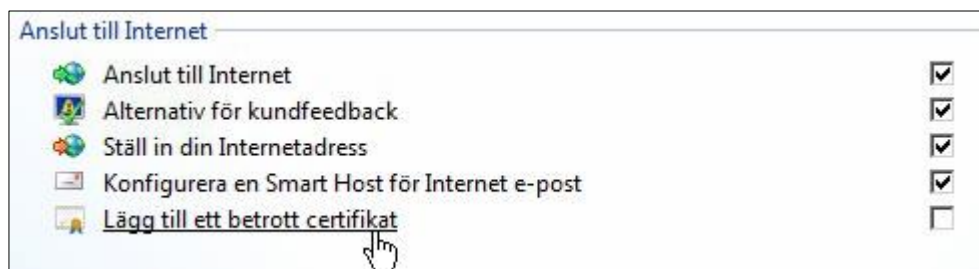 Anslut till Internet
Anslut till Internet
Alternativ för kundfeedback
Ställ in din Internetadress
Konfigurera en Smart Host för Internet e-post
Lägg till ett betrott certifikat